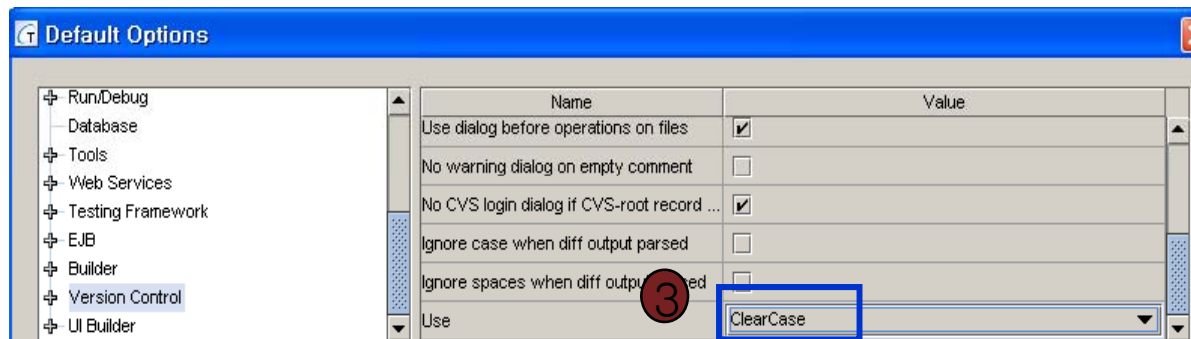 Default Options
Run/Debug
Database
Tools
Web Services
Testing Framework
EJB
Builder
Version Control
UI Builder
Name Value
Use dialog before operations on files
No warning dialog on empty comment
No CVS login dialog if CVS-root record ...
Ignore case when diff output parsed
Ignore spaces when diff output sed
3
Use ClearCase